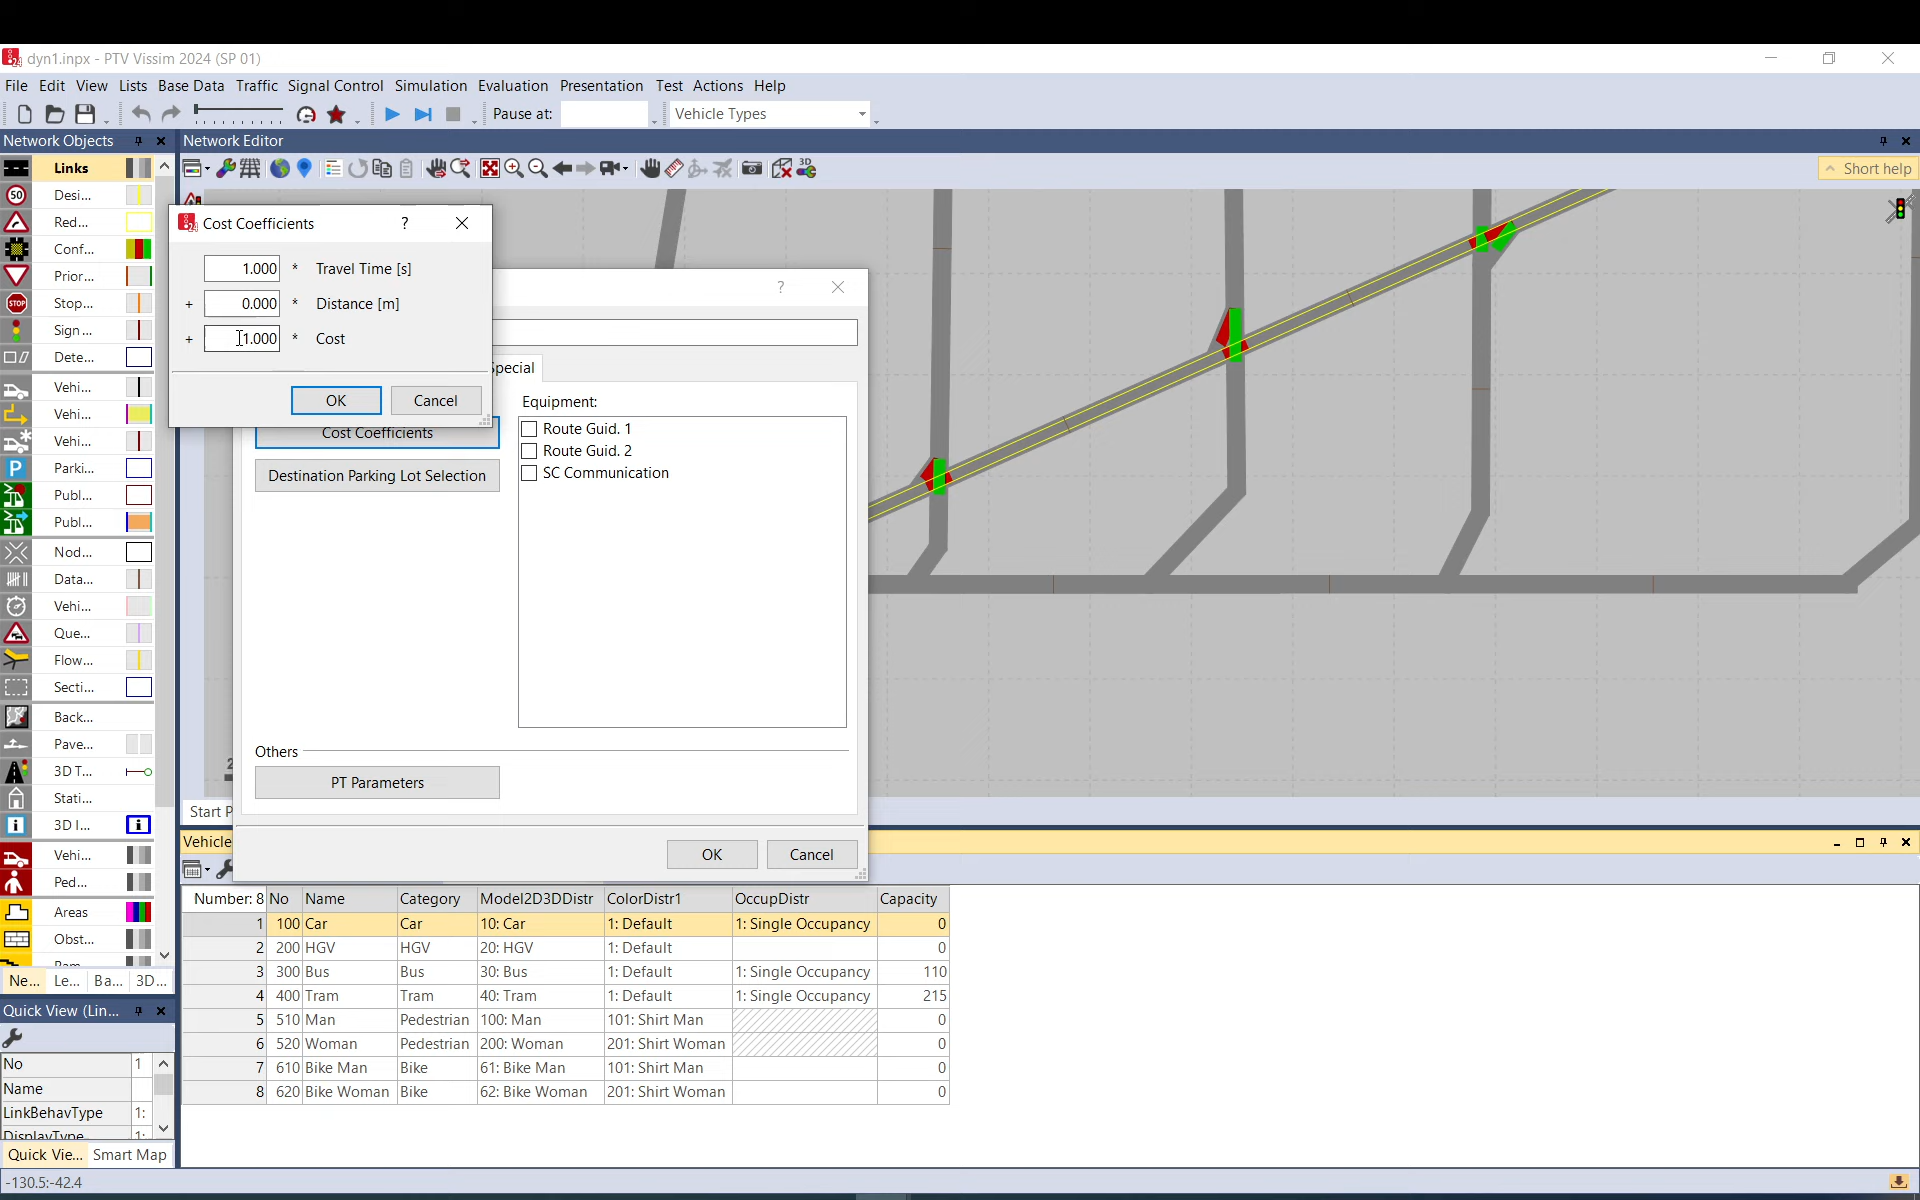 dyn1.inpx - PTV Vissim 2024 (SP 01)
File Edit View Lists Base Data Traffic Signal Control Simulation Evaluation Presentation Test Actions Help
Pause at: Vehicle Types
Network Objects
Network Editor
Short help
Links
50 Desi...
Red...
Conf...
Prior...
STOP Stop...
Sign ...
Dete...
Vehi...
Vehi...
Vehi...
P Parki...
Publ...
Publ...
Nod...
Data...
Vehi...
Que...
Flow...
Secti...
Back...
Pave...
3D T...
Stati...
3D I...
Vehi...
Ped...
Areas
Obst...
Ne... Le... Ba... 3D...
Quick View (Lin...
No 1
Name
LinkBehavType 1:
DisplayType 1:
Quick Vie... Smart Map
-130.5:-42.4
Cost Coefficients ?
1.000 * Travel Time [s]
+ 0.000 * Distance [m]
+ 1.000 * Cost
OK Cancel
?
Special
Cost Coefficients
Destination Parking Lot Selection
Equipment:
Route Guid. 1
Route Guid. 2
SC Communication
Others
PT Parameters
OK Cancel
Start P
Vehicle
Number: 8 No Name Category Model2D3DDistr ColorDistr1 OccupDistr Capacity
1 100 Car Car 10: Car 1: Default 1: Single Occupancy 0
2 200 HGV HGV 20: HGV 1: Default 0
3 300 Bus Bus 30: Bus 1: Default 1: Single Occupancy 110
4 400 Tram Tram 40: Tram 1: Default 1: Single Occupancy 215
5 510 Man Pedestrian 100: Man 101: Shirt Man 0
6 520 Woman Pedestrian 200: Woman 201: Shirt Woman 0
7 610 Bike Man Bike 61: Bike Man 101: Shirt Man 0
8 620 Bike Woman Bike 62: Bike Woman 201: Shirt Woman 0